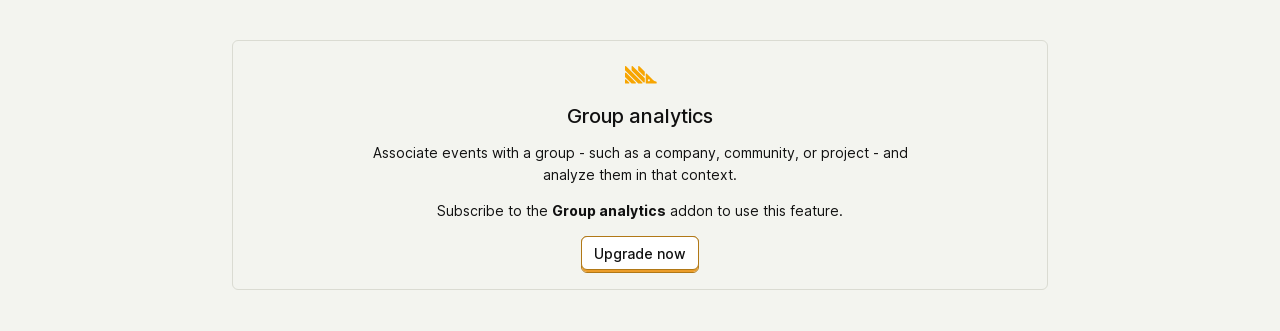 Group analytics
Associate events with a group - such as a company, community, or project - and
analyze them in that context.
Subscribe to the Group analytics addon to use this feature.
Upgrade now